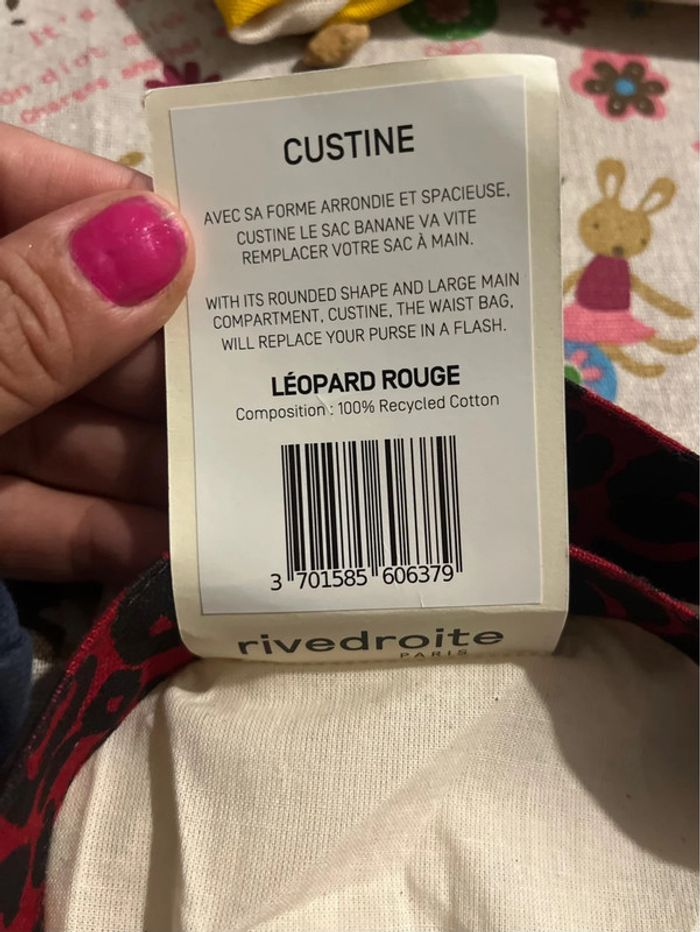 CUSTINE
AVEC SA FORME ARRONDIE ET SPACIEUSE,
CUSTINE LE SAC BANANE VA VITE
REMPLACER VOTRE SAC À MAIN.
WITH ITS ROUNDED SHAPE AND LARGE MAIN
COMPARTMENT, CUSTINE, THE WAIST BAG,
WILL REPLACE YOUR PURSE IN A FLASH.
LÉOPARD ROUGE
Composition : 100% Recycled Cotton
3 701585 606379
rivedroite
PARIS